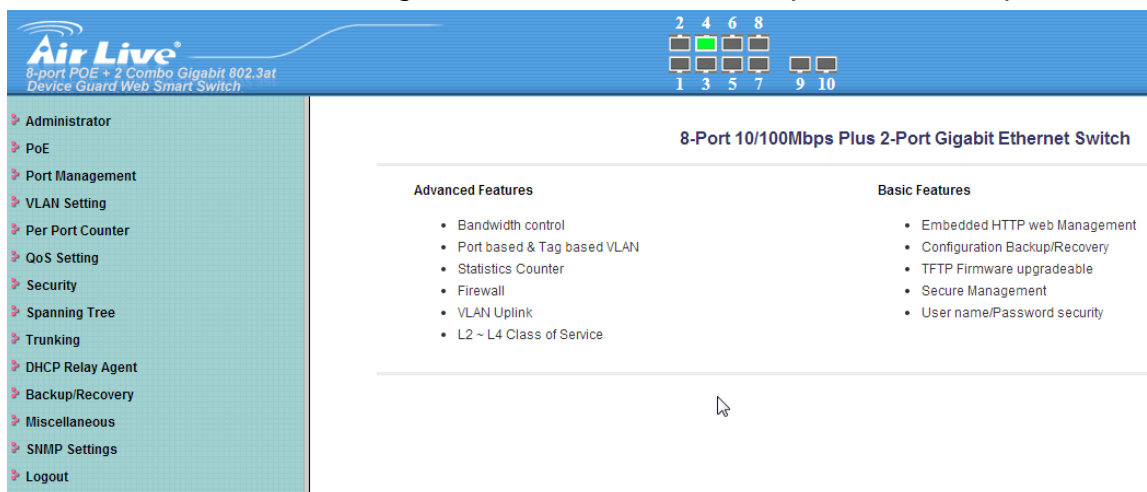 2 4 6 8
Air Live®
8-port POE + 2 Combo Gigabit 802.3at
Device Guard Web Smart Switch
1 3 5 7 9 10
Administrator
PoE
Port Management
VLAN Setting
Per Port Counter
QoS Setting
Security
Spanning Tree
Trunking
DHCP Relay Agent
Backup/Recovery
Miscellaneous
SNMP Settings
Logout
8-Port 10/100Mbps Plus 2-Port Gigabit Ethernet Switch
Advanced Features
Bandwidth control
Port based & Tag based VLAN
Statistics Counter
Firewall
VLAN Uplink
L2 ~ L4 Class of Service
Basic Features
Embedded HTTP web Management
Configuration Backup/Recovery
TFTP Firmware upgradeable
Secure Management
User name/Password security